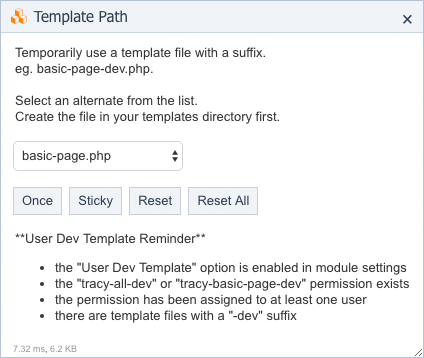 Template Path
×
Temporarily use a template file with a suffix.
eg. basic-page-dev.php.
Select an alternate from the list.
Create the file in your templates directory first.
basic-page.php
Once Sticky Reset Reset All
**User Dev Template Reminder**
• the "User Dev Template" option is enabled in module settings
• the "tracy-all-dev" or "tracy-basic-page-dev" permission exists
• the permission has been assigned to at least one user
• there are template files with a "-dev" suffix
7.32 ms, 6.2 KB